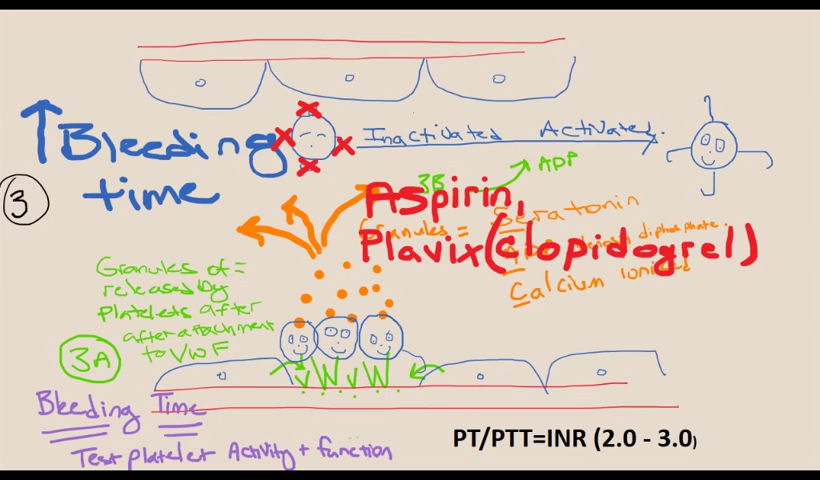 ↑ Bleeding
time
Inactivated Activated.
3
3B
ADP
Aspirin,
Plavix (Clopidogrel)
Granules = Seratonin
diphosphate.
Calcium ionized
Granules of =
released by
Platelets after
after attachment
to VWF
3A
VWVW
Bleeding Time
Test platelet Activity + function
PT/PTT=INR (2.0 - 3.0)